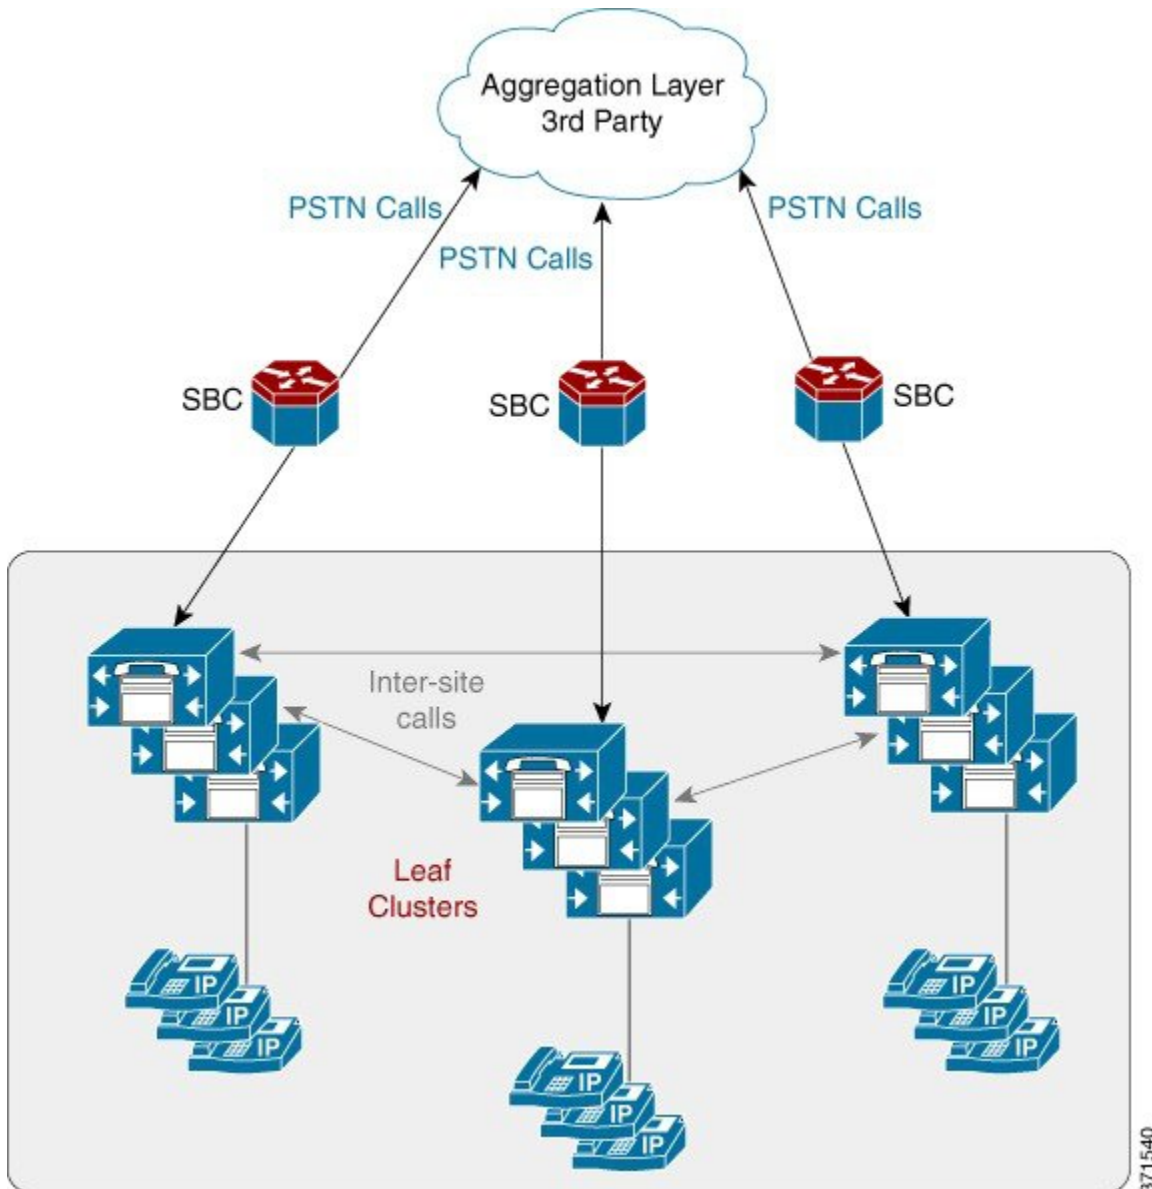 Aggregation Layer
3rd Party
PSTN Calls
PSTN Calls
PSTN Calls
SBC
SBC
SBC
Inter-site
calls
Leaf
Clusters
IP
IP
IP
IP
IP
IP
IP
IP
IP
371540